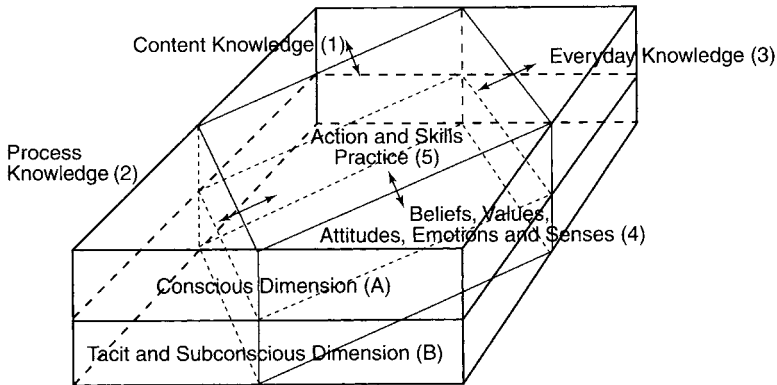 Content Knowledge (1)
Everyday Knowledge (3)
Action and Skills
Practice (5)
Process
Knowledge (2)
Beliefs, Values,
Attitudes, Emotions and Senses (4)
Conscious Dimension (A)
Tacit and Subconscious Dimension (B)